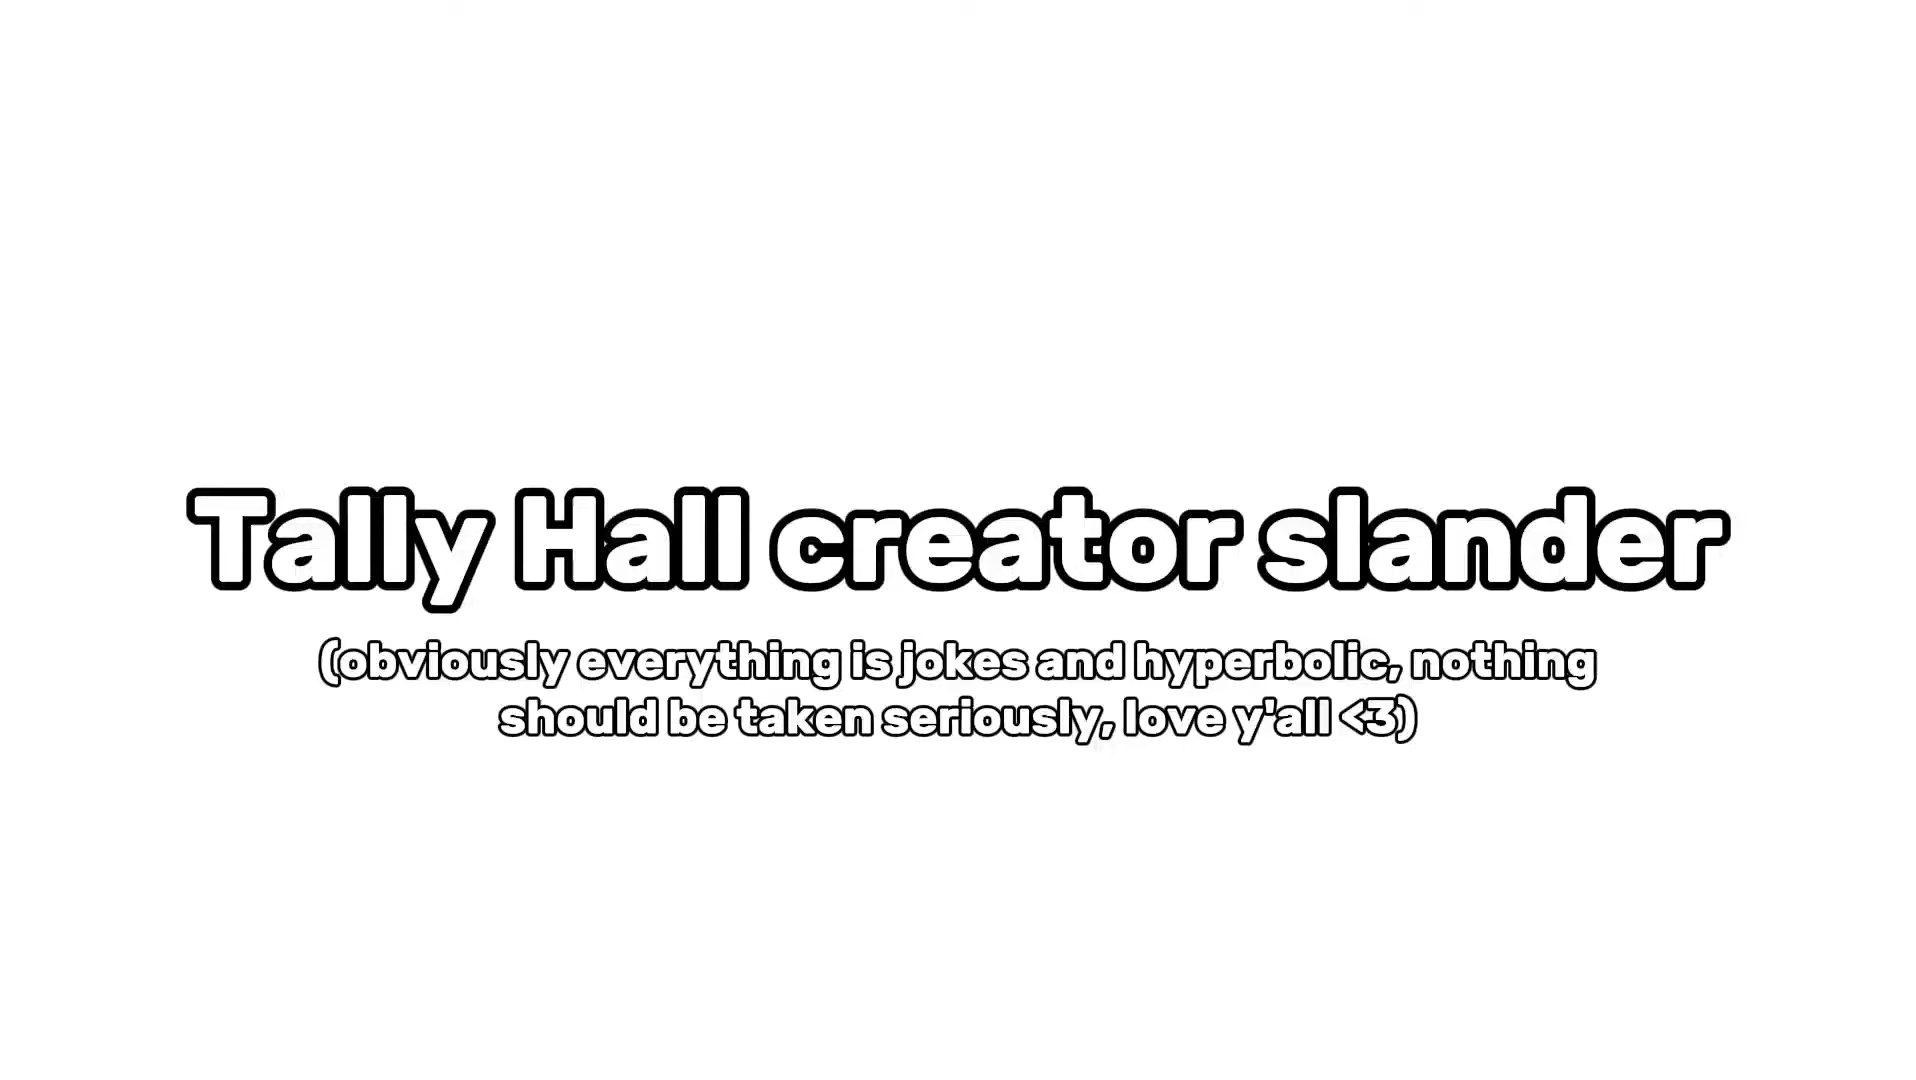 Tally Hall creator slander
(obviously everything is jokes and hyperbolic, nothing
should be taken seriously, love y'all <3)